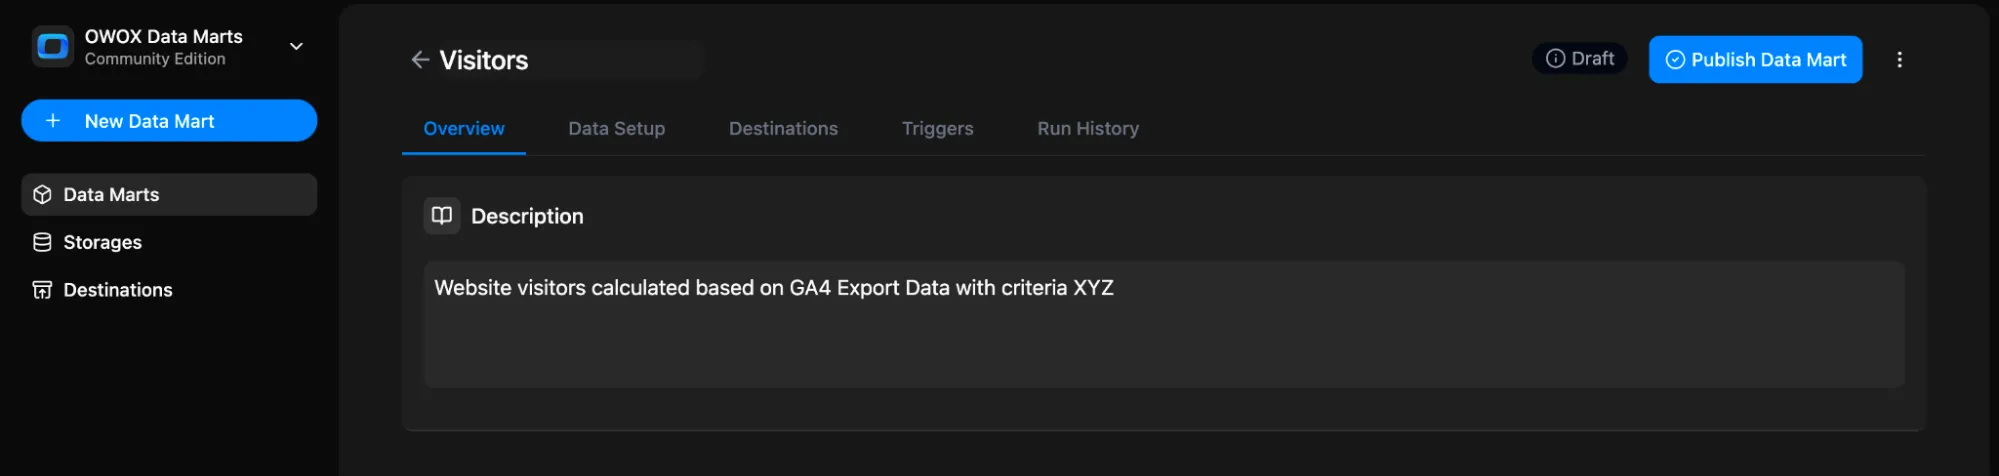 OWOX Data Marts
Community Edition
New Data Mart
Data Marts
Storages
Destinations
Visitors
Draft
Publish Data Mart
Overview
Data Setup
Destinations
Triggers
Run History
Description
Website visitors calculated based on GA4 Export Data with criteria XYZ